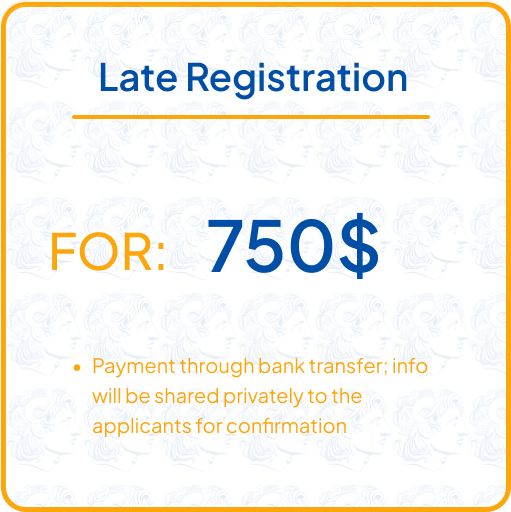 Late Registration
FOR: 750$
• Payment through bank transfer; info
will be shared privately to the
applicants for confirmation